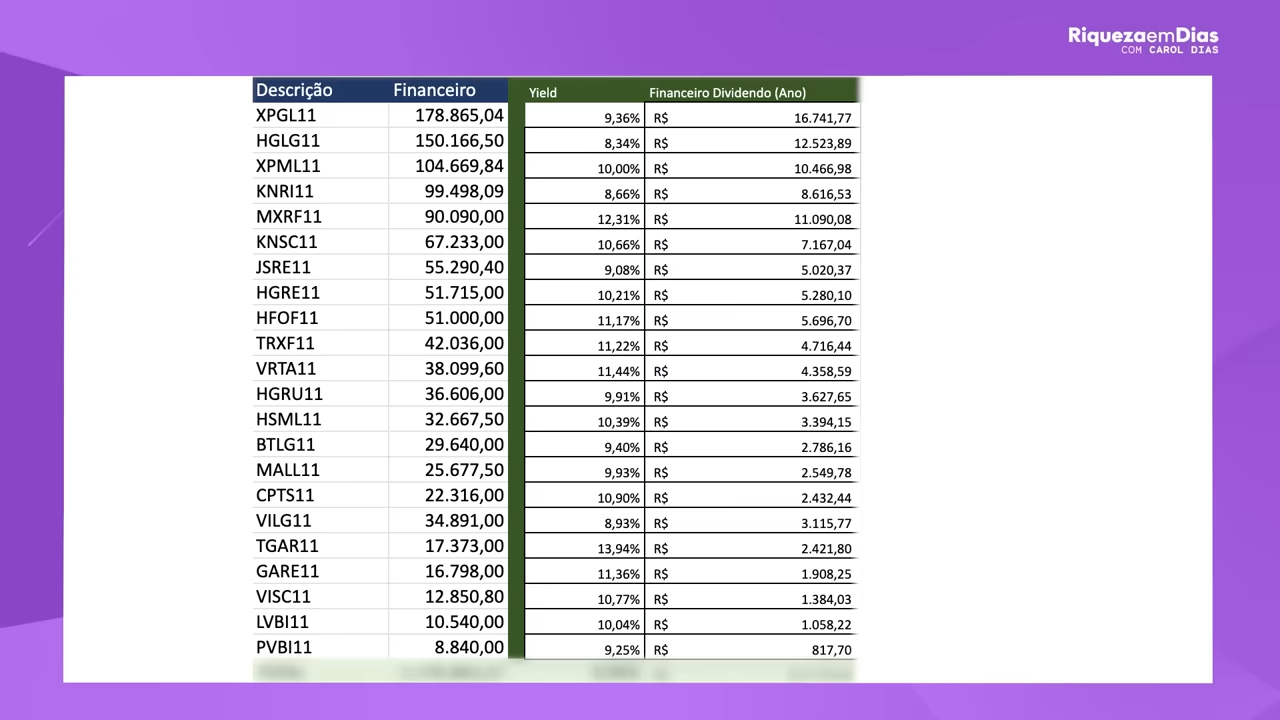 RiquezaemDias
COM CAROL DIAS
Descrição Financeiro Yield Financeiro Dividendo (Ano)
XPGL11 178.865,04 9,36% R$ 16.741,77
HGLG11 150.166,50 8,34% R$ 12.523,89
XPML11 104.669,84 10,00% R$ 10.466,98
KNRI11 99.498,09 8,66% R$ 8.616,53
MXRF11 90.090,00 12,31% R$ 11.090,08
KNSC11 67.233,00 10,66% R$ 7.167,04
JSRE11 55.290,40 9,08% R$ 5.020,37
HGRE11 51.715,00 10,21% R$ 5.280,10
HFOF11 51.000,00 11,17% R$ 5.696,70
TRXF11 42.036,00 11,22% R$ 4.716,44
VRTA11 38.099,60 11,44% R$ 4.358,59
HGRU11 36.606,00 9,91% R$ 3.627,65
HSML11 32.667,50 10,39% R$ 3.394,15
BTLG11 29.640,00 9,40% R$ 2.786,16
MALL11 25.677,50 9,93% R$ 2.549,78
CPTS11 22.316,00 10,90% R$ 2.432,44
VILG11 34.891,00 8,93% R$ 3.115,77
TGAR11 17.373,00 13,94% R$ 2.421,80
GARE11 16.798,00 11,36% R$ 1.908,25
VISC11 12.850,80 10,77% R$ 1.384,03
LVBI11 10.540,00 10,04% R$ 1.058,22
PVBI11 8.840,00 9,25% R$ 817,70